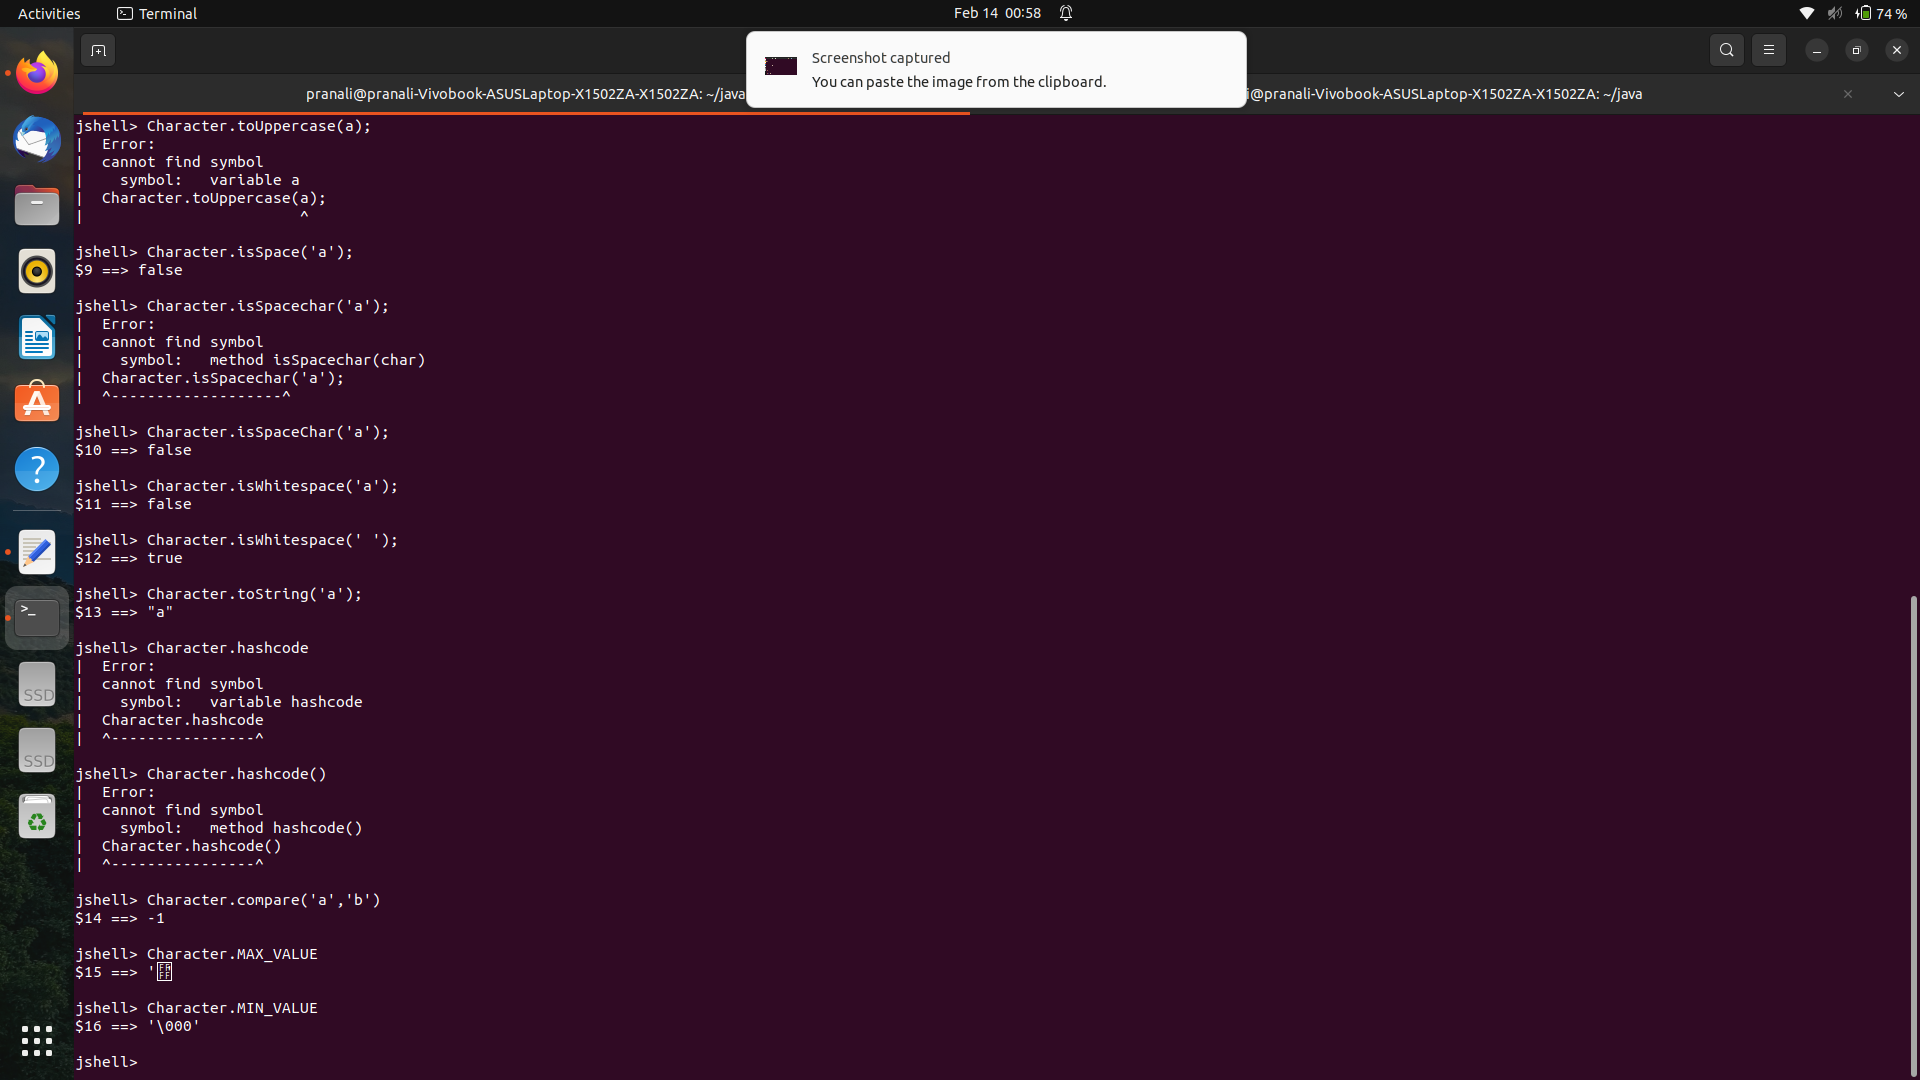 Activities
Terminal
Feb 14 00:58
74 %
Screenshot captured
You can paste the image from the clipboard.
pranali@pranali-Vivobook-ASUSLaptop-X1502ZA-X1502ZA: ~/java
i@pranali-Vivobook-ASUSLaptop-X1502ZA-X1502ZA: ~/java
jshell> Character.toUppercase(a);
|  Error:
|  cannot find symbol
|    symbol:   variable a
|  Character.toUppercase(a);
|                        ^
jshell> Character.isSpace('a');
$9 ==> false
jshell> Character.isSpacechar('a');
|  Error:
|  cannot find symbol
|    symbol:   method isSpacechar(char)
|  Character.isSpacechar('a');
|  ^-------------------^
jshell> Character.isSpaceChar('a');
$10 ==> false
jshell> Character.isWhitespace('a');
$11 ==> false
jshell> Character.isWhitespace(' ');
$12 ==> true
jshell> Character.toString('a');
$13 ==> "a"
jshell> Character.hashcode
|  Error:
|  cannot find symbol
|    symbol:   variable hashcode
|  Character.hashcode
|  ^----------------^
jshell> Character.hashcode()
|  Error:
|  cannot find symbol
|    symbol:   method hashcode()
|  Character.hashcode()
|  ^----------------^
jshell> Character.compare('a','b')
$14 ==> -1
jshell> Character.MAX_VALUE
$15 ==> 'FFFF
jshell> Character.MIN_VALUE
$16 ==> '\000'
jshell>
SSD
SSD